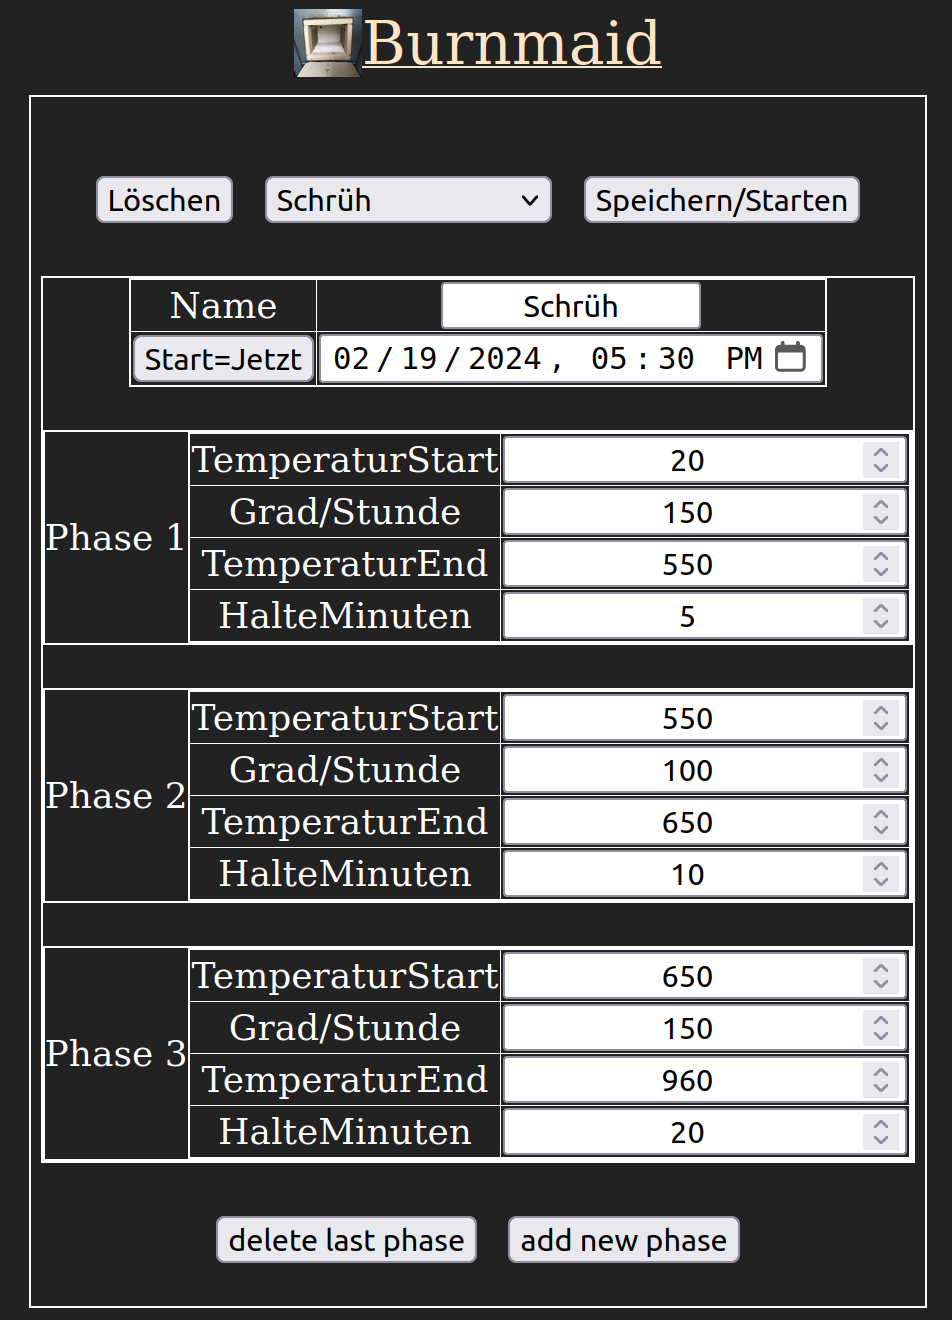 Burnmaid
Löschen Schrüh Speichern/Starten
Name Schrüh
Start=Jetzt 02/19/2024, 05:30 PM
Phase 1
TemperaturStart 20
Grad/Stunde 150
TemperaturEnd 550
HalteMinuten 5
Phase 2
TemperaturStart 550
Grad/Stunde 100
TemperaturEnd 650
HalteMinuten 10
Phase 3
TemperaturStart 650
Grad/Stunde 150
TemperaturEnd 960
HalteMinuten 20
delete last phase add new phase